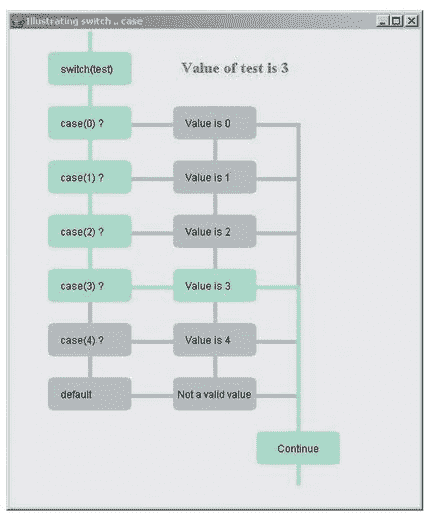 Illustrating switch .. case
switch(test)
Value of test is 3
case(0) ?
Value is 0
case(1) ?
Value is 1
case(2) ?
Value is 2
case(3) ?
Value is 3
case(4) ?
Value is 4
default
Not a valid value
Continue